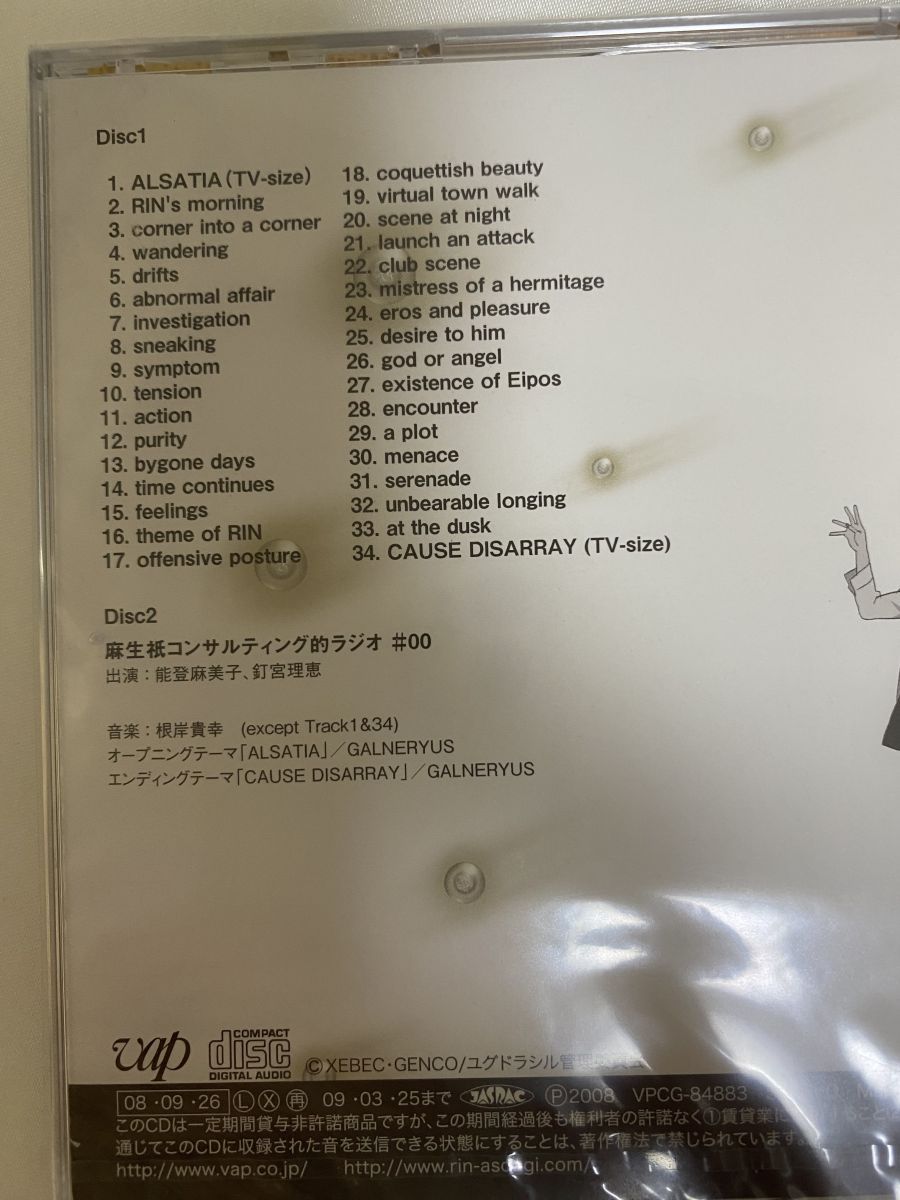 Disc1
1. ALSATIA (TV-size)
2. RIN's morning
3. corner into a corner
4. wandering
5. drifts
6. abnormal affair
7. investigation
8. sneaking
9. symptom
10. tension
11. action
12. purity
13. bygone days
14. time continues
15. feelings
16. theme of RIN
17. offensive posture
18. coquettish beauty
19. virtual town walk
20. scene at night
21. launch an attack
22. club scene
23. mistress of a hermitage
24. eros and pleasure
25. desire to him
26. god or angel
27. existence of Eipos
28. encounter
29. a plot
30. menace
31. serenade
32. unbearable longing
33. at the dusk
34. CAUSE DISARRAY (TV-size)
Disc2
麻生祇コンサルティング的ラジオ #00
出演：能登麻美子、釘宮理恵
音楽：根岸貴幸 (except Track1&34)
オープニングテーマ「ALSATIA」／GALNERYUS
エンディングテーマ「CAUSE DISARRAY」／GALNERYUS
vap COMPACT disc DIGITAL AUDIO ©XEBEC・GENCO/ユグドラシル管理
08・09・26 Ⓛ Ⓧ ㊞ 09・03・25まで JASRAC Ⓟ2008 VPCG-84883
このCDは一定期間貸与非許諾商品ですが、この期間経過後も権利者の許諾なく①賃貸業に
通じてこのCDに収録された音を送信できる状態にすることは、著作権法で禁じられています。
http://www.vap.co.jp/ http://www.rin-asogi.com/